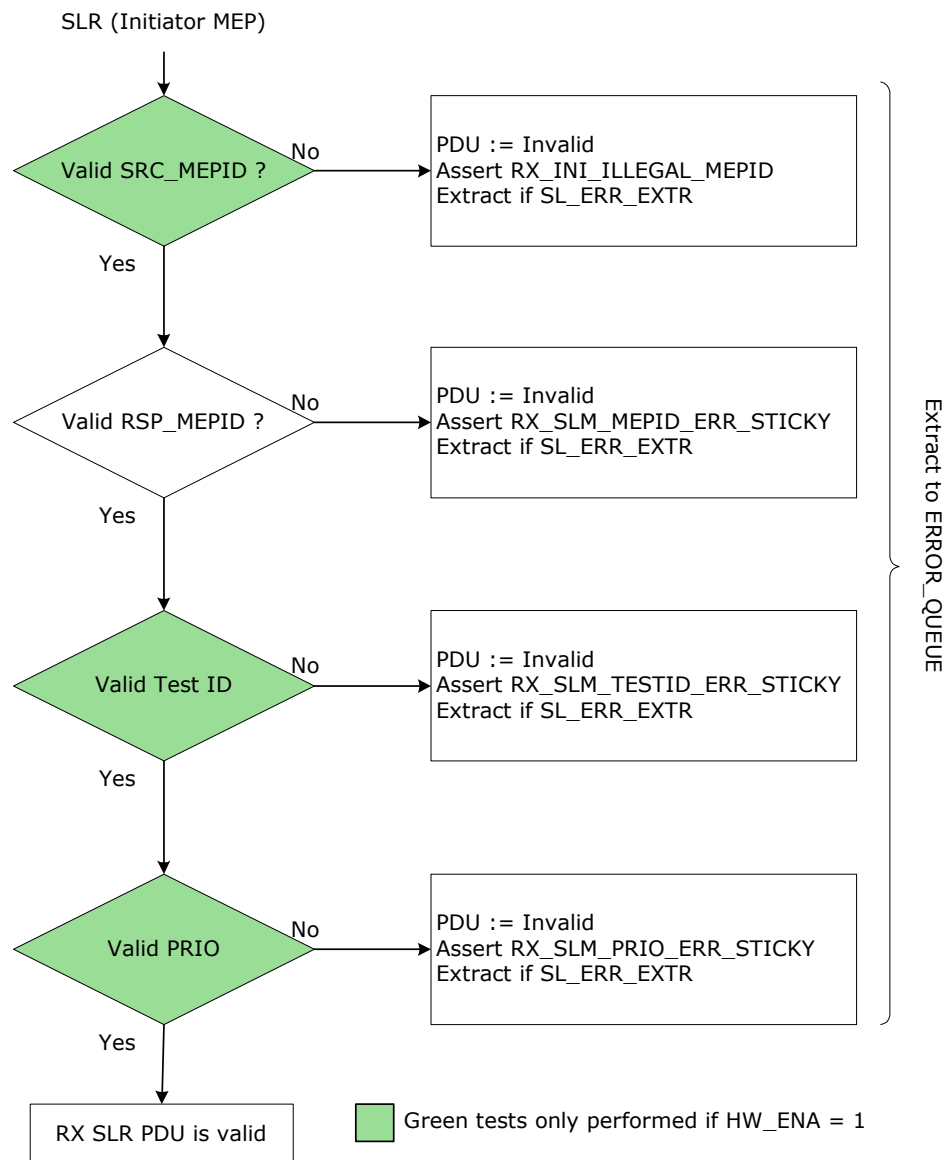 SLR (Initiator MEP)
Valid SRC_MEPID ?
No
PDU := Invalid
Assert RX_INI_ILLEGAL_MEPID
Extract if SL_ERR_EXTR
Yes
Valid RSP_MEPID ?
No
PDU := Invalid
Assert RX_SLM_MEPID_ERR_STICKY
Extract if SL_ERR_EXTR
Yes
Valid Test ID
No
PDU := Invalid
Assert RX_SLM_TESTID_ERR_STICKY
Extract if SL_ERR_EXTR
Yes
Valid PRIO
No
PDU := Invalid
Assert RX_SLM_PRIO_ERR_STICKY
Extract if SL_ERR_EXTR
Yes
RX SLR PDU is valid
Extract to ERROR_QUEUE
Green tests only performed if HW_ENA = 1